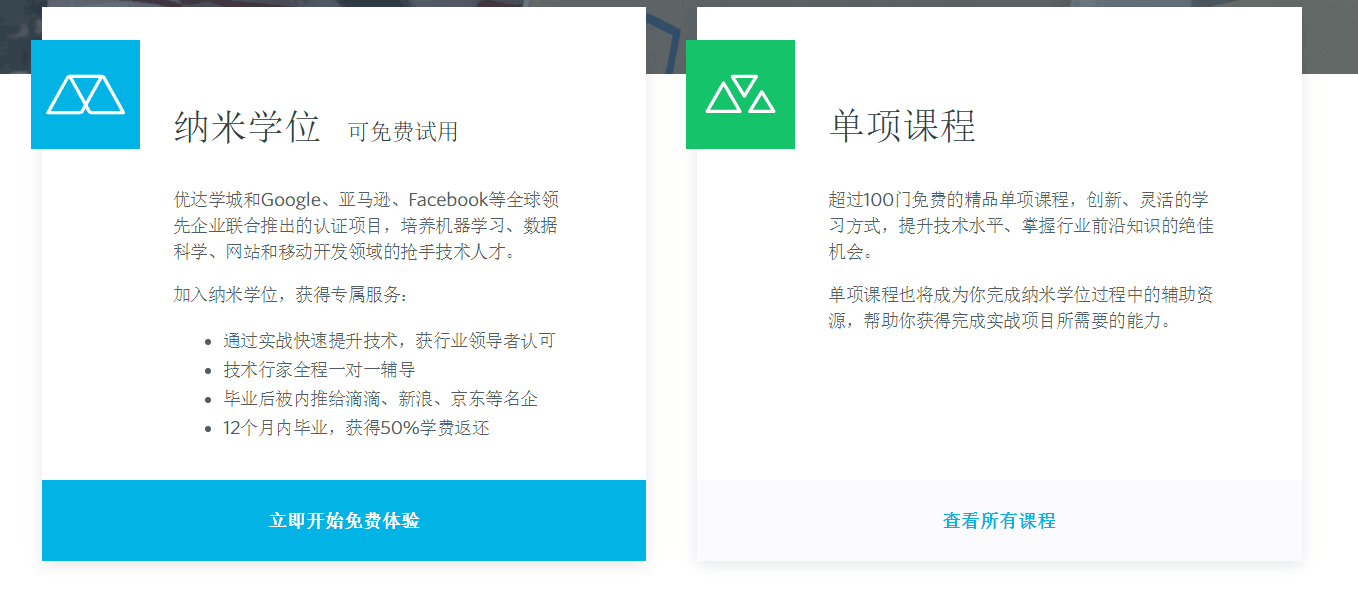 纳米学位 可免费试用
优达学城和Google、亚马逊、Facebook等全球领
先企业联合推出的认证项目，培养机器学习、数据
科学、网站和移动开发领域的抢手技术人才。
加入纳米学位，获得专属服务：
• 通过实战快速提升技术，获行业领导者认可
• 技术行家全程一对一辅导
• 毕业后被内推给滴滴、新浪、京东等名企
• 12个月内毕业，获得50%学费返还
立即开始免费体验
单项课程
超过100门免费的精品单项课程，创新、灵活的学
习方式，提升技术水平、掌握行业前沿知识的绝佳
机会。
单项课程也将成为你完成纳米学位过程中的辅助资
源，帮助你获得完成实战项目所需要的能力。
查看所有课程